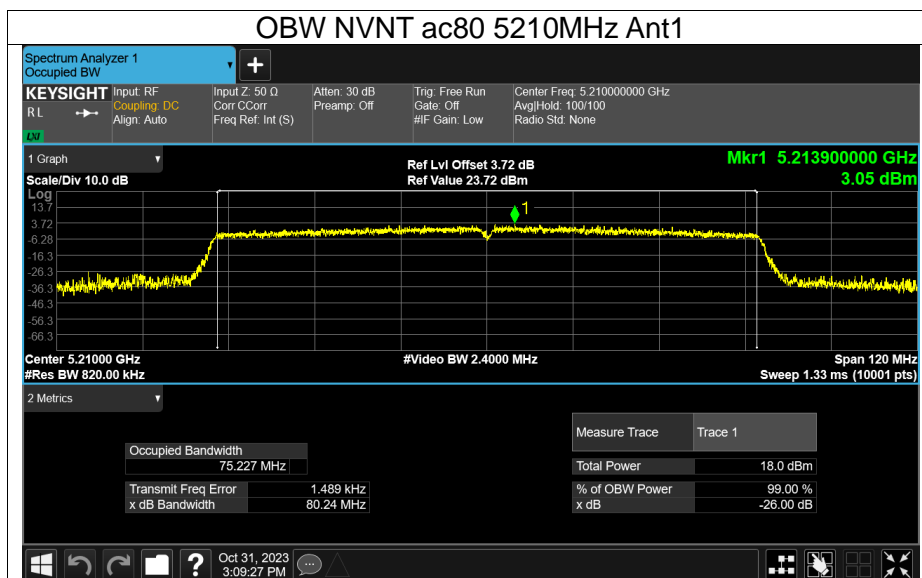 OBW NVNT ac80 5210MHz Ant1
Spectrum Analyzer 1
Occupied BW
+
KEYSIGHT
R L
LXI
Input: RF
Coupling: DC
Align: Auto
Input Z: 50 Ω
Corr CCorr
Freq Ref: Int (S)
Atten: 30 dB
Preamp: Off
Trig: Free Run
Gate: Off
#IF Gain: Low
Center Freq: 5.210000000 GHz
Avg|Hold: 100/100
Radio Std: None
1 Graph
Scale/Div 10.0 dB
Ref Lvl Offset 3.72 dB
Ref Value 23.72 dBm
Mkr1 5.213900000 GHz
3.05 dBm
Log
13.7
3.72
-6.28
-16.3
-26.3
-36.3
-46.3
-56.3
-66.3
1
Center 5.21000 GHz
#Res BW 820.00 kHz
#Video BW 2.4000 MHz
Span 120 MHz
Sweep 1.33 ms (10001 pts)
2 Metrics
Occupied Bandwidth
75.227 MHz
Transmit Freq Error 1.489 kHz
x dB Bandwidth 80.24 MHz
Measure Trace Trace 1
Total Power 18.0 dBm
% of OBW Power 99.00 %
x dB -26.00 dB
?
Oct 31, 2023
3:09:27 PM